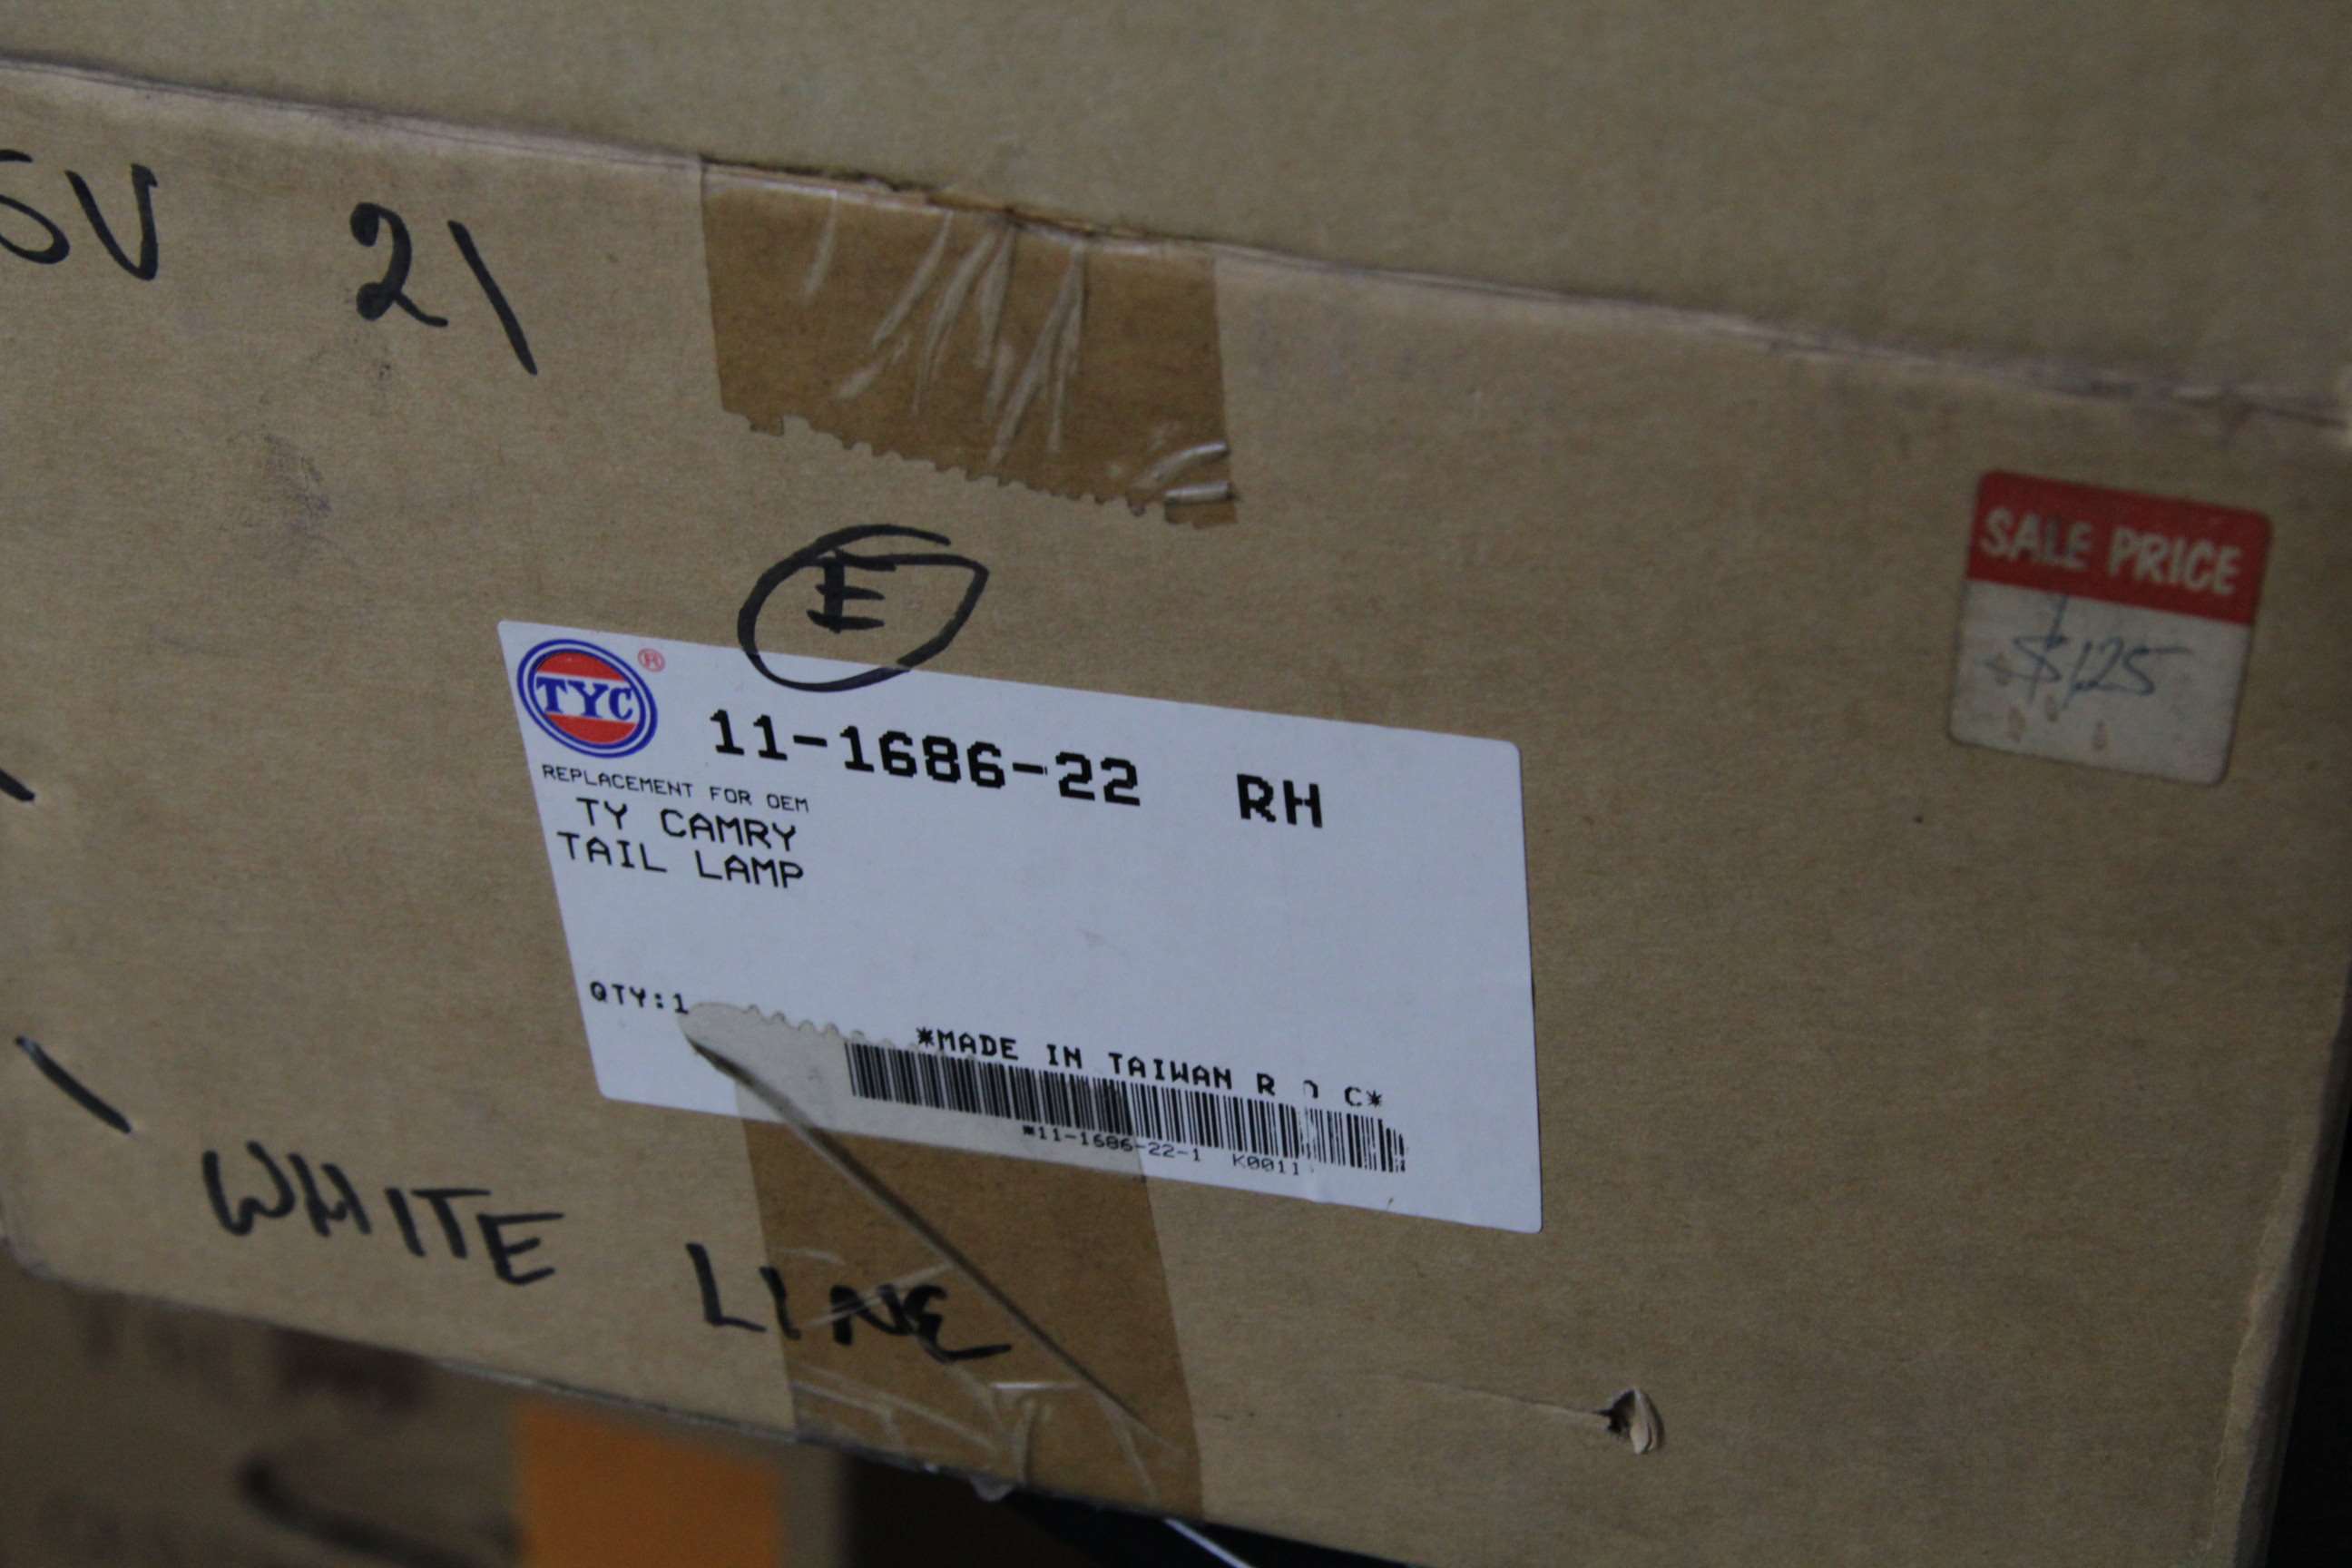 SV 21
E
SALE PRICE
$125
TYC ®
11-1686-22 RH
REPLACEMENT FOR OEM
TY CAMRY
TAIL LAMP
QTY:1
*MADE IN TAIWAN R O C*
*11-1686-22-1 K0011
WHITE LINE